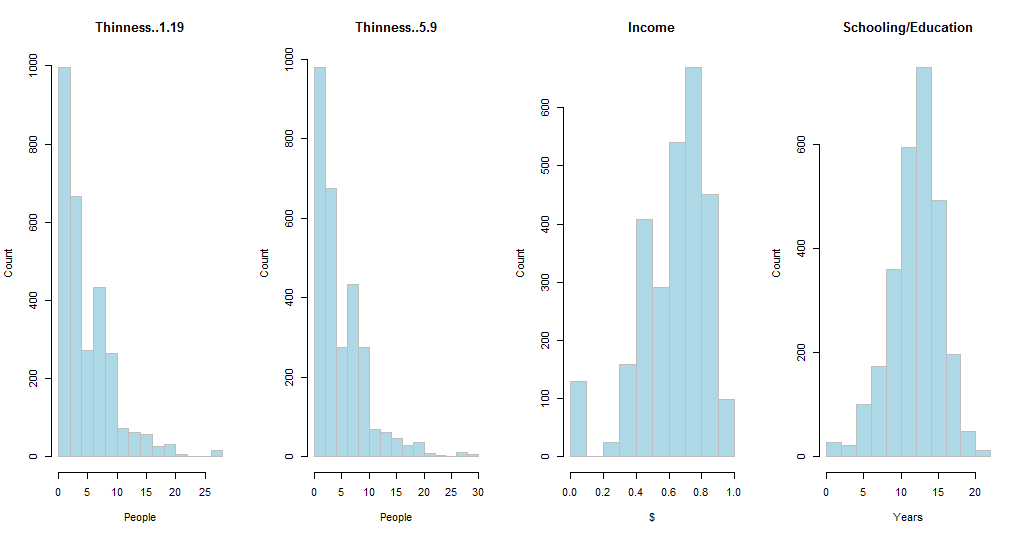 Thinness..1.19
Count
0
200
400
600
800
1000
0 5 10 15 20 25
People
Thinness..5.9
Count
0
200
400
600
800
1000
0 5 10 15 20 25 30
People
Income
Count
0
100
200
300
400
500
600
0.0 0.2 0.4 0.6 0.8 1.0
$
Schooling/Education
Count
0
200
400
600
0 5 10 15 20
Years